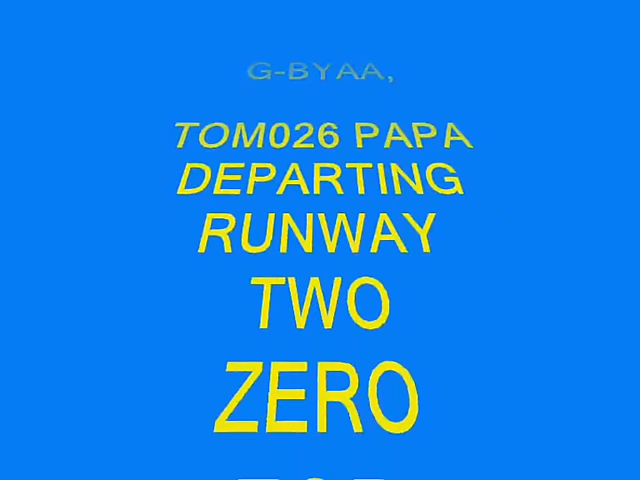 G-BYAA,
TOM026 PAPA
DEPARTING
RUNWAY
TWO
ZERO